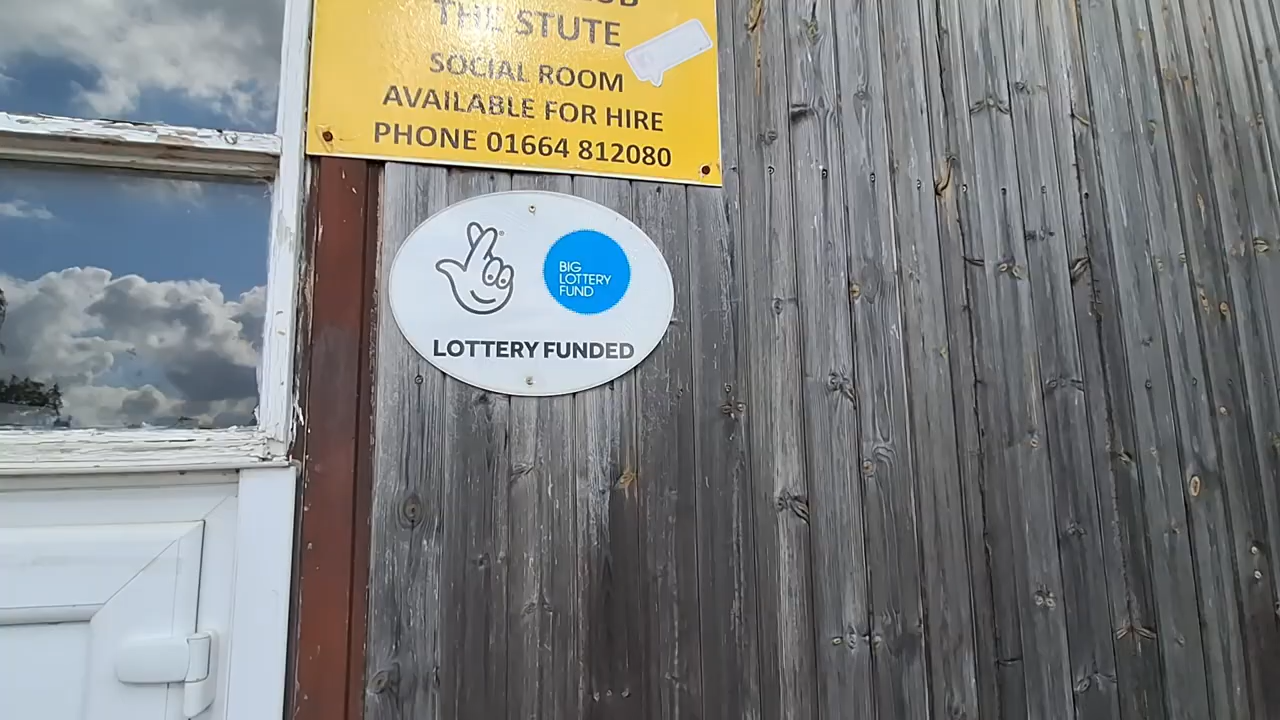 THE STUTE
SOCIAL ROOM
AVAILABLE FOR HIRE
PHONE 01664 812080
BIG
LOTTERY
FUND
LOTTERY FUNDED